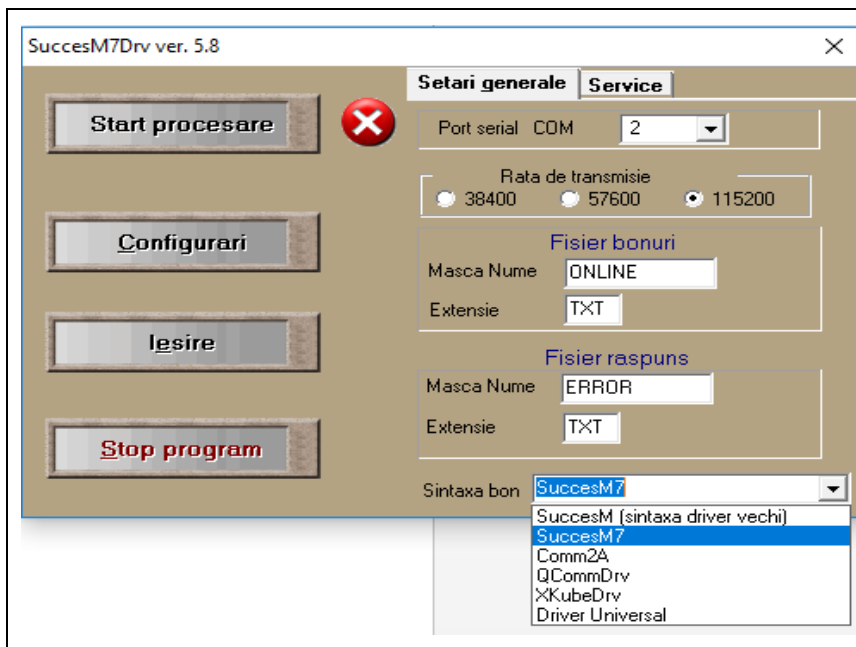 SuccesM7Drv ver. 5.8
Start procesare
Configurari
Iesire
Stop program
Setari generale Service
Port serial COM 2
Rata de transmisie
38400 57600 115200
Fisier bonuri
Masca Nume ONLINE
Extensie TXT
Fisier raspuns
Masca Nume ERROR
Extensie TXT
Sintaxa bon SuccesM7
SuccesM (sintaxa driver vechi)
SuccesM7
Comm2A
QCommDrv
XKubeDrv
Driver Universal